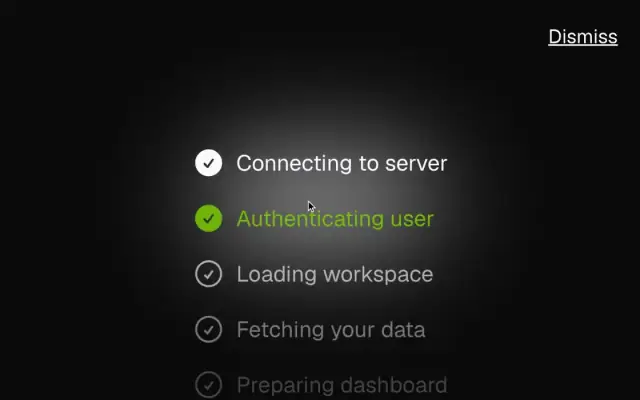 Dismiss
Connecting to server
Authenticating user
Loading workspace
Fetching your data
Preparing dashboard